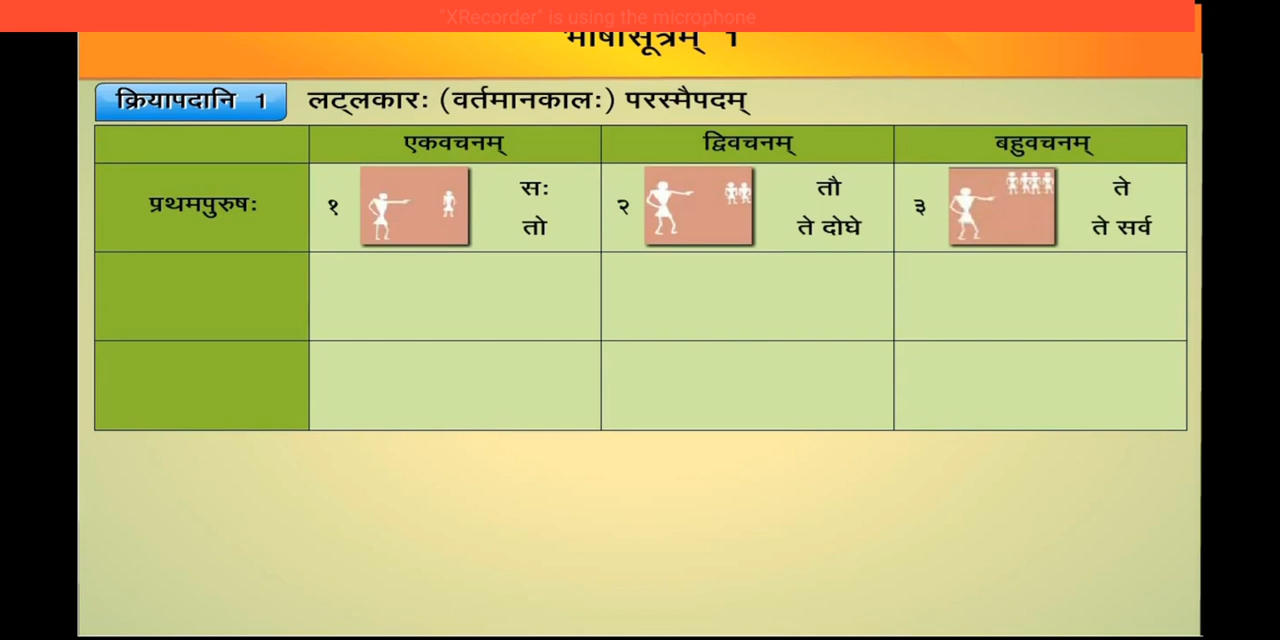 "XRecorder" is using the microphone
भाषासूत्रम् 1
क्रियापदानि 1 लट्लकारः (वर्तमानकालः) परस्मैपदम्
एकवचनम् द्विवचनम् बहुवचनम्
प्रथमपुरुषः १ सः २ तौ ३ ते
तो ते दोघे ते सर्व